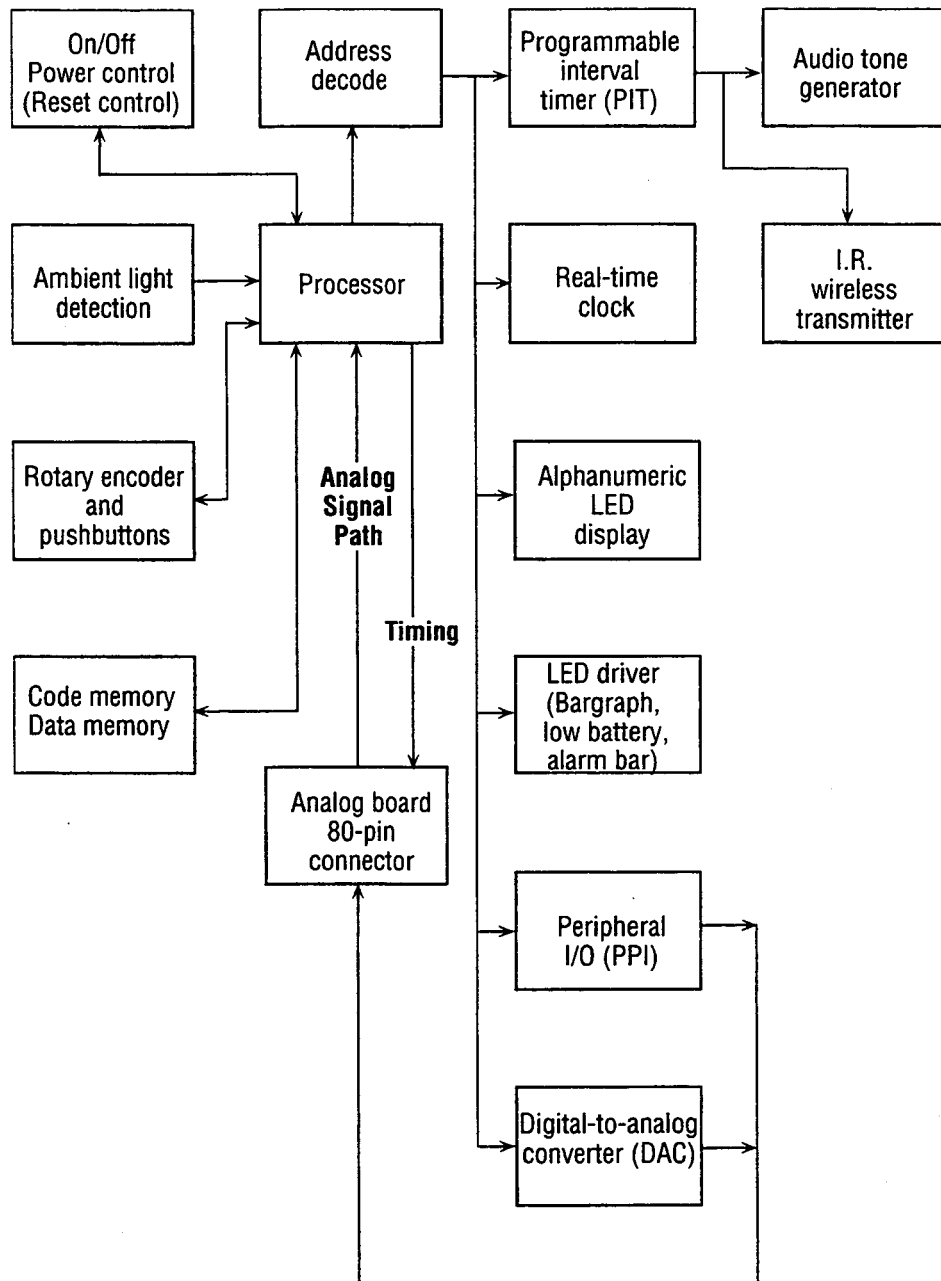 On/Off
Power control
(Reset control)
Address
decode
Programmable
interval
timer (PIT)
Audio tone
generator
Ambient light
detection
Processor
Real-time
clock
I.R.
wireless
transmitter
Rotary encoder
and
pushbuttons
Analog
Signal
Path
Alphanumeric
LED
display
Timing
Code memory
Data memory
LED driver
(Bargraph,
low battery,
alarm bar)
Analog board
80-pin
connector
Peripheral
I/O (PPI)
Digital-to-analog
converter (DAC)